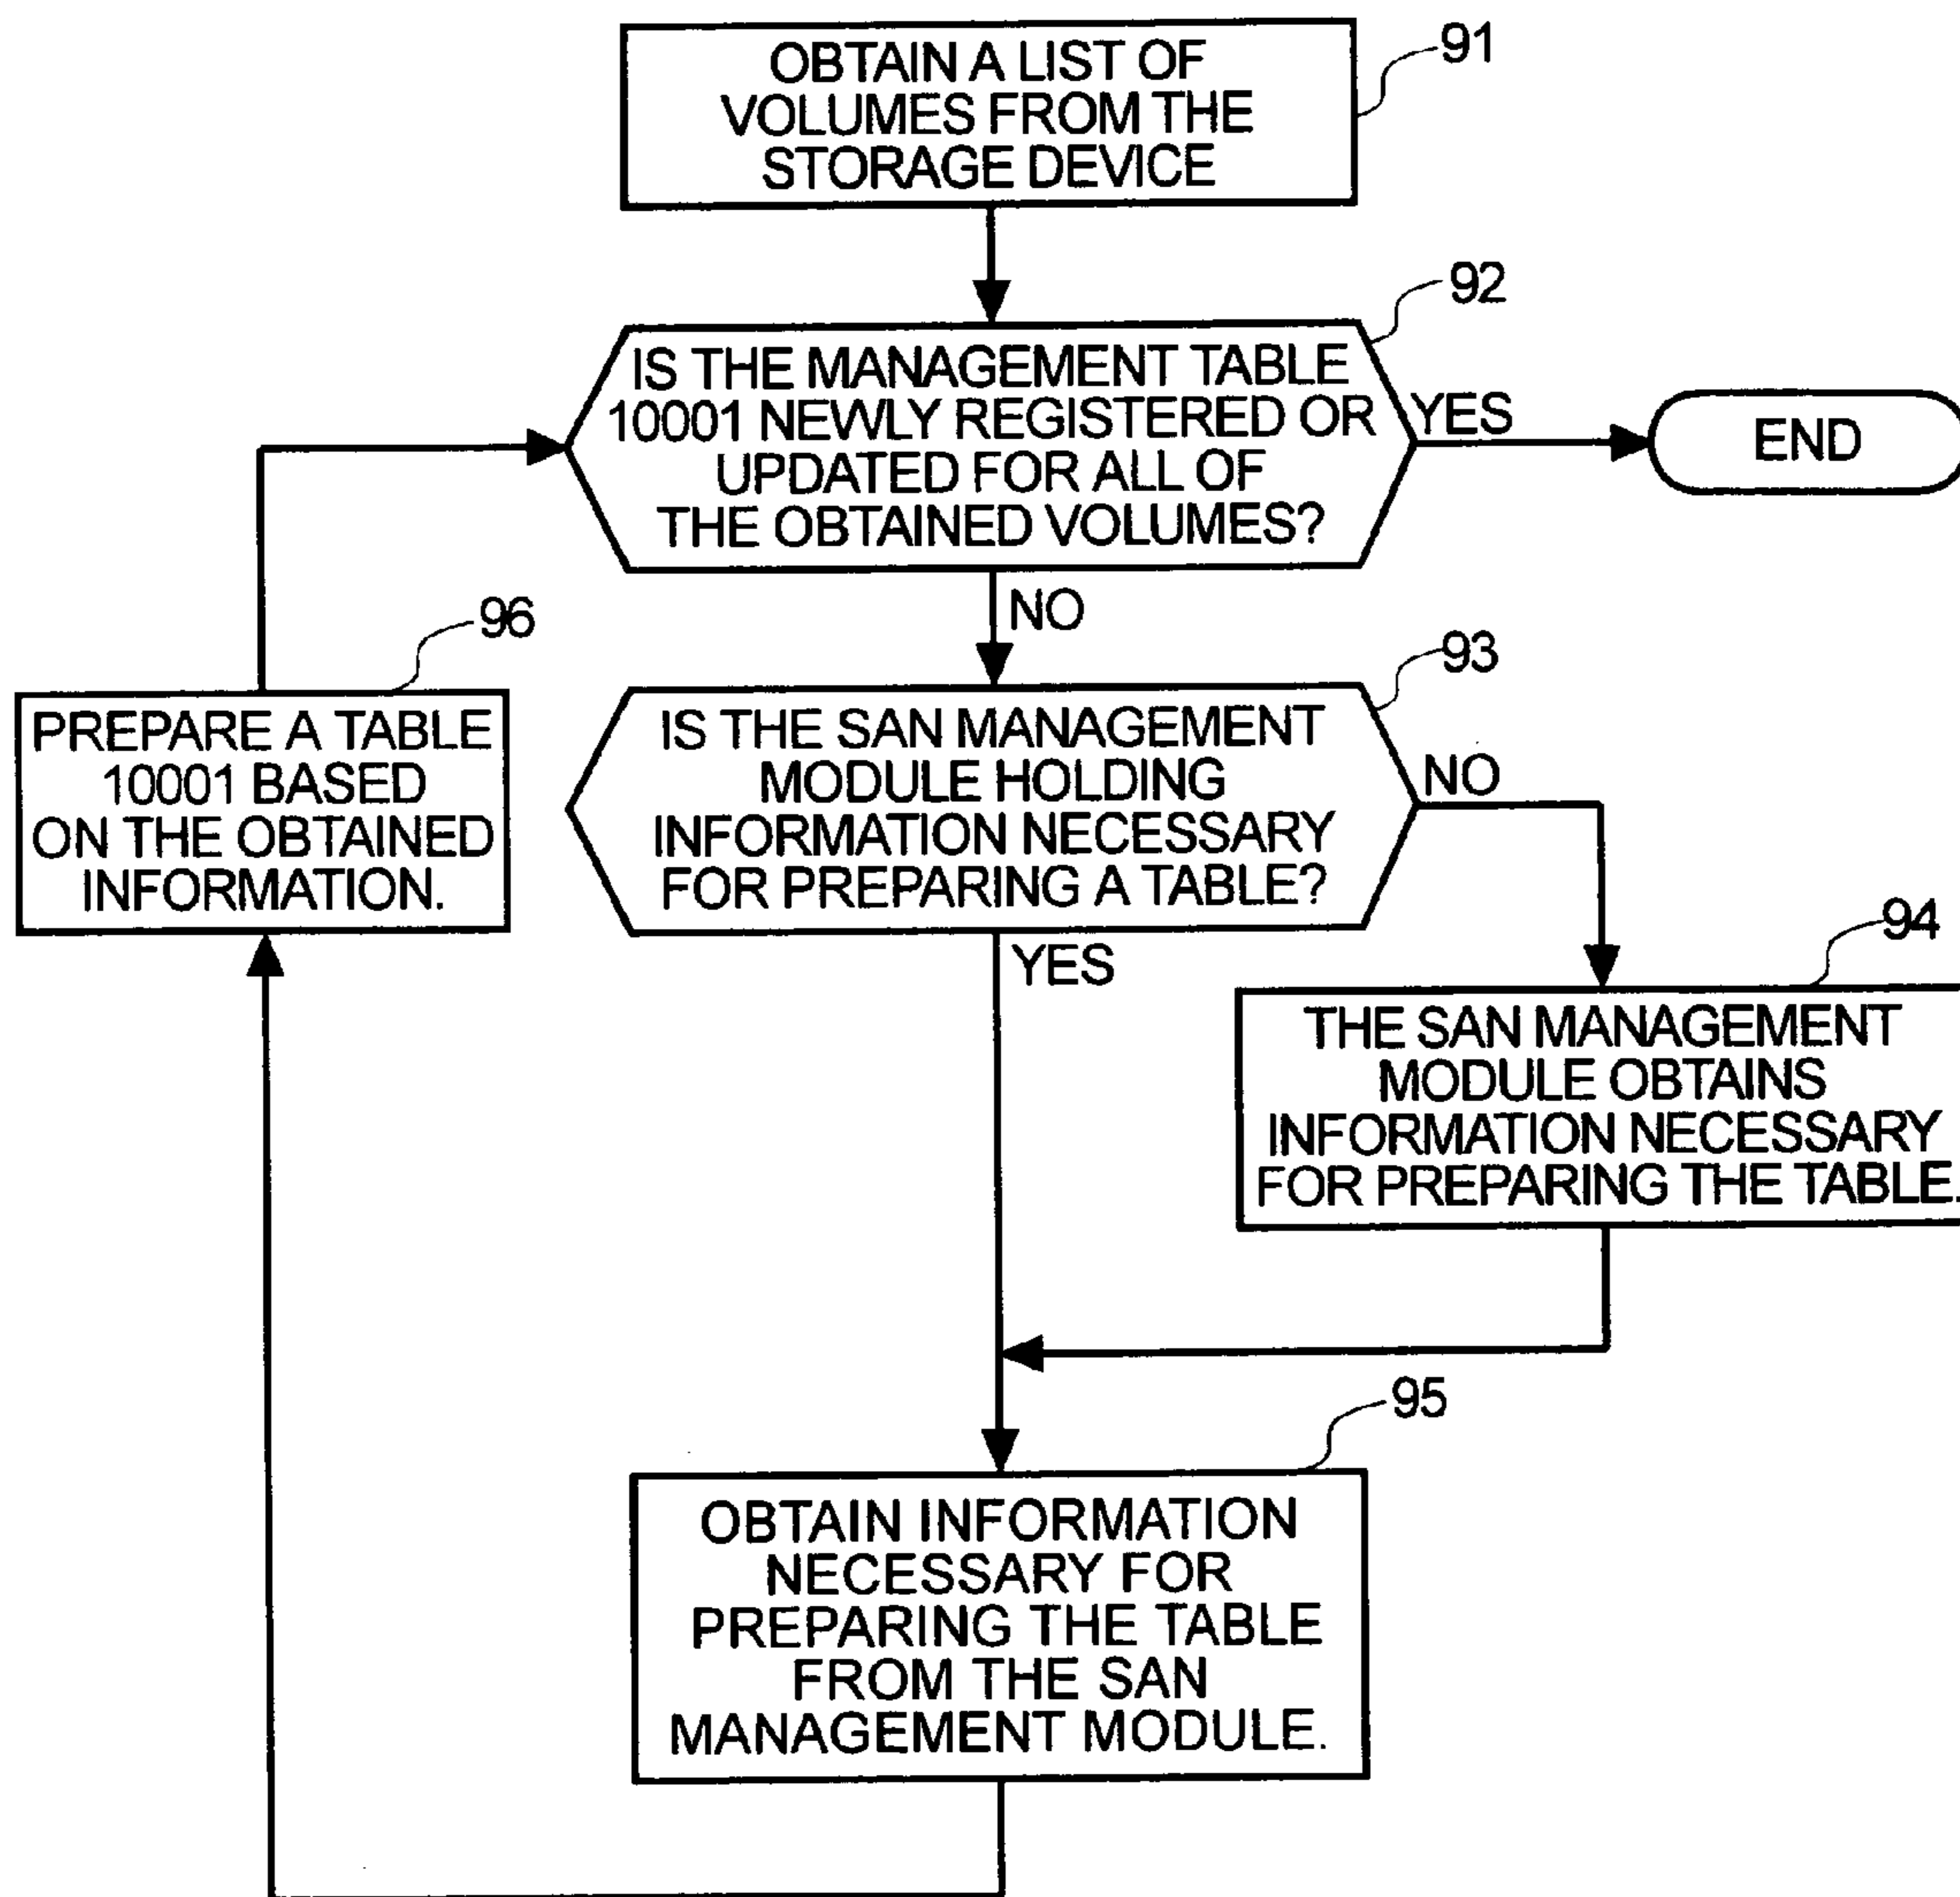 OBTAIN A LIST OF
VOLUMES FROM THE
STORAGE DEVICE
91
92
IS THE MANAGEMENT TABLE
10001 NEWLY REGISTERED OR
UPDATED FOR ALL OF
THE OBTAINED VOLUMES?
YES
END
NO
96
PREPARE A TABLE
10001 BASED
ON THE OBTAINED
INFORMATION.
93
IS THE SAN MANAGEMENT
MODULE HOLDING
INFORMATION NECESSARY
FOR PREPARING A TABLE?
NO
YES
94
THE SAN MANAGEMENT
MODULE OBTAINS
INFORMATION NECESSARY
FOR PREPARING THE TABLE.
95
OBTAIN INFORMATION
NECESSARY FOR
PREPARING THE TABLE
FROM THE SAN
MANAGEMENT MODULE.